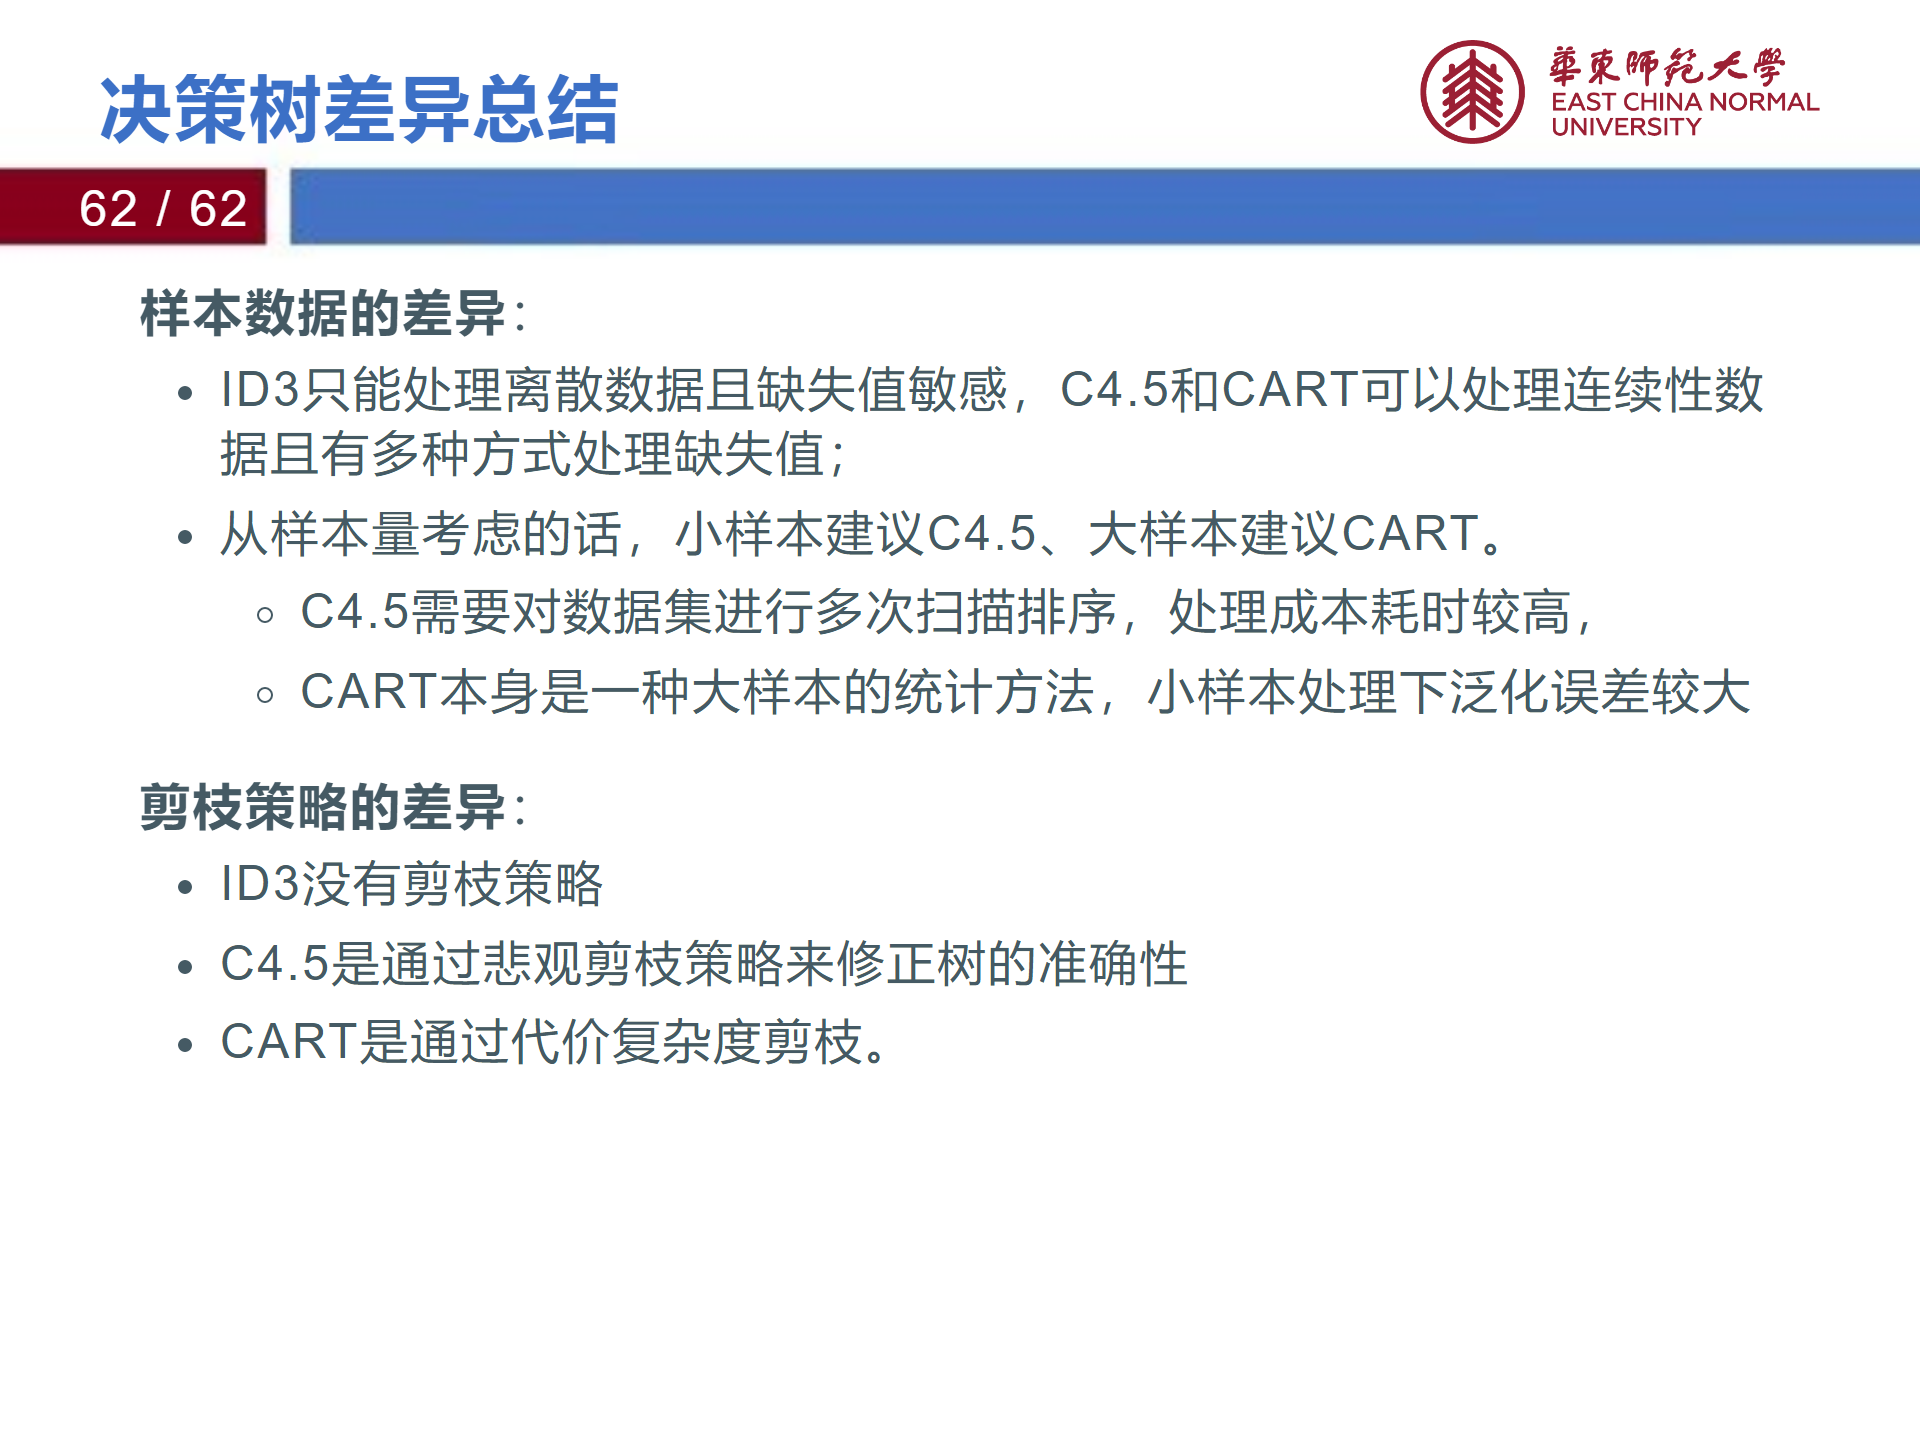 决策树差异总结
華東師範大學
EAST CHINA NORMAL
UNIVERSITY
62 / 62
样本数据的差异：
• ID3只能处理离散数据且缺失值敏感，C4.5和CART可以处理连续性数
据且有多种方式处理缺失值；
• 从样本量考虑的话，小样本建议C4.5、大样本建议CART。
○ C4.5需要对数据集进行多次扫描排序，处理成本耗时较高，
○ CART本身是一种大样本的统计方法，小样本处理下泛化误差较大
剪枝策略的差异：
• ID3没有剪枝策略
• C4.5是通过悲观剪枝策略来修正树的准确性
• CART是通过代价复杂度剪枝。